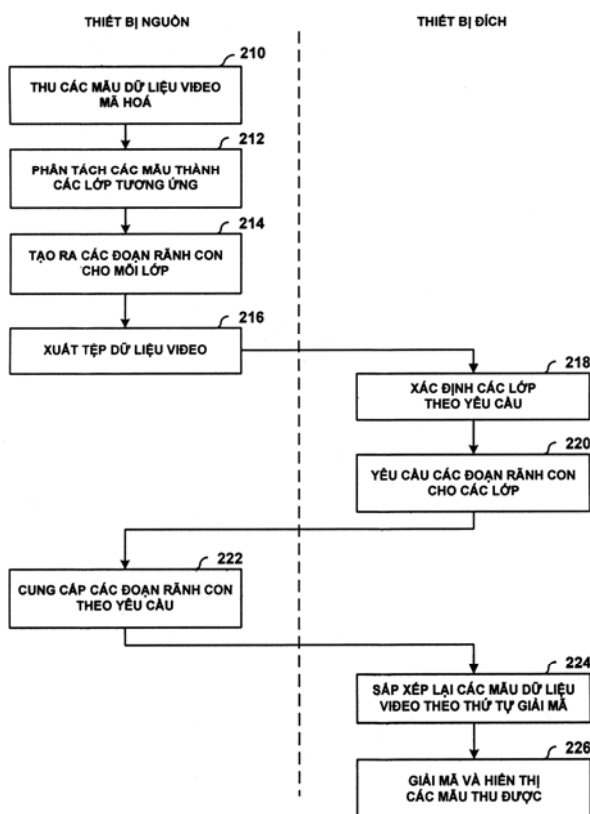 THIẾT BỊ NGUỒN
THIẾT BỊ ĐÍCH
210
THU CÁC MẪU DỮ LIỆU VIĐEO
MÃ HOÁ
212
PHÂN TÁCH CÁC MẪU THÀNH
CÁC LỚP TƯƠNG ỨNG
214
TẠO RA CÁC ĐOẠN RÃNH CON
CHO MỖI LỚP
216
XUẤT TỆP DỮ LIỆU VIĐEO
218
XÁC ĐỊNH CÁC LỚP
THEO YÊU CẦU
220
YÊU CẦU CÁC ĐOẠN RÃNH CON
CHO CÁC LỚP
222
CUNG CẤP CÁC ĐOẠN RÃNH CON
THEO YÊU CẦU
224
SẮP XẾP LẠI CÁC MẪU DỮ LIỆU
VIĐEO THEO THỨ TỰ GIẢI MÃ
226
GIẢI MÃ VÀ HIỂN THỊ
CÁC MẪU THU ĐƯỢC